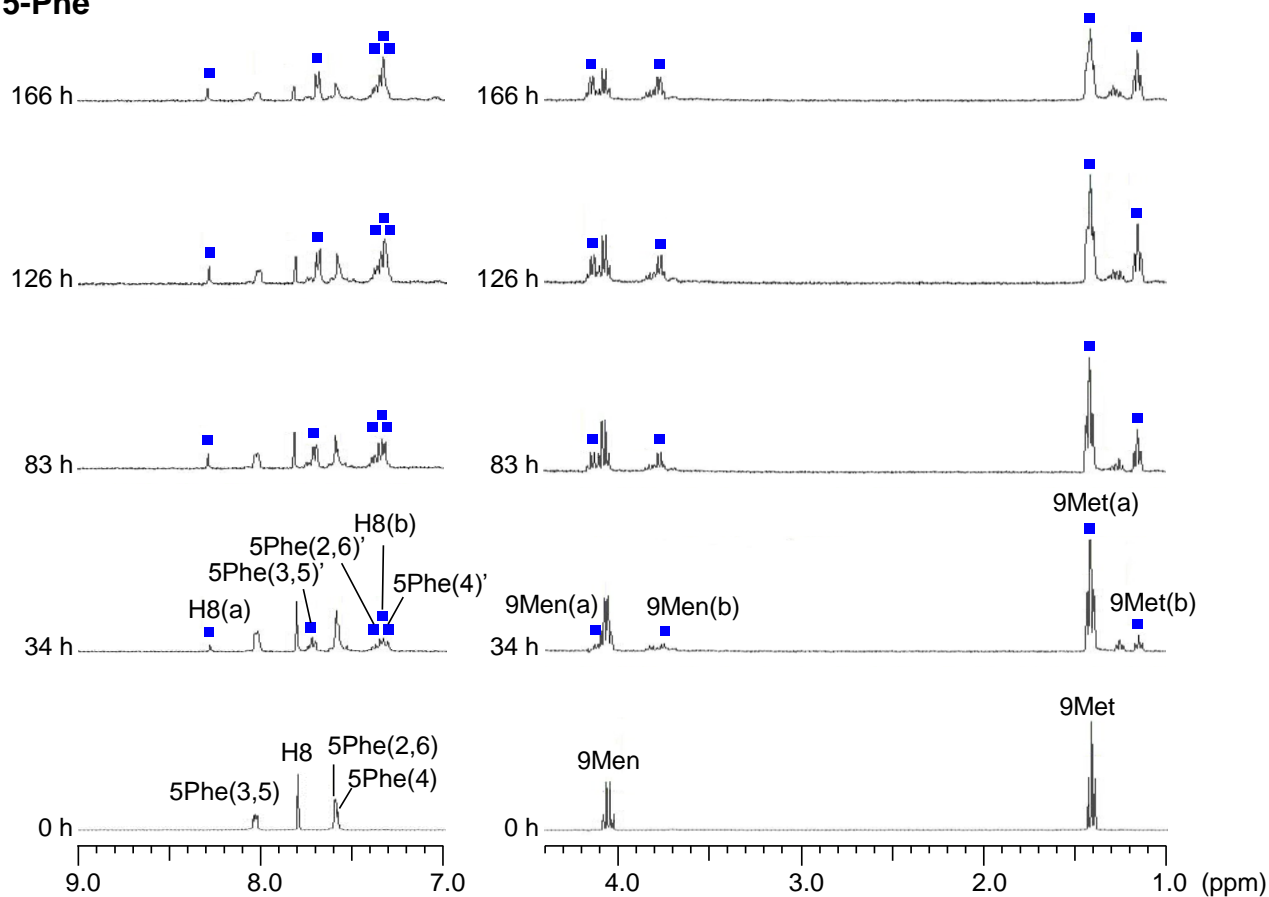 5-Phe
166 h
166 h
126 h
126 h
83 h
83 h
9Met(a)
H8(b)
5Phe(2,6)’
5Phe(3,5)’
5Phe(4)’
H8(a)
9Men(a)
9Men(b)
9Met(b)
34 h
34 h
9Met
H8
5Phe(2,6)
9Men
5Phe(4)
5Phe(3,5)
0 h
0 h
9.0 8.0 7.0 4.0 3.0 2.0 1.0 (ppm)